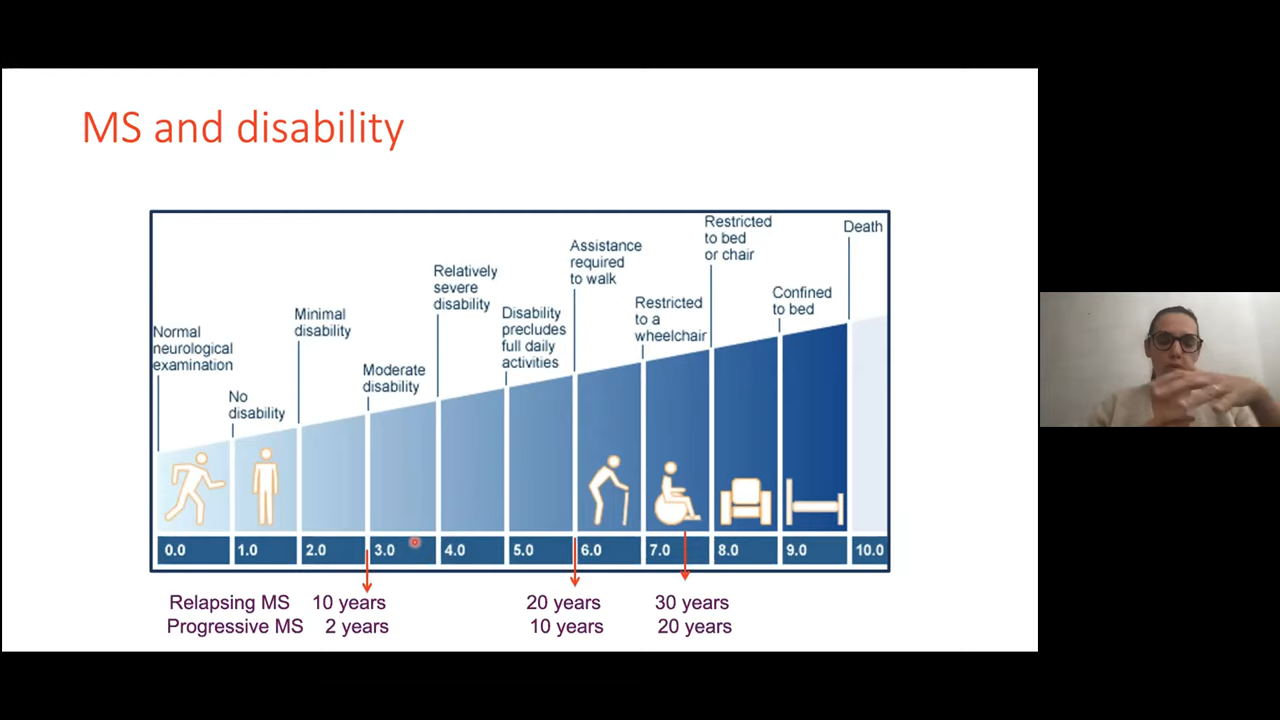 MS and disability
Normal
neurological
examination
No
disability
Minimal
disability
Moderate
disability
Relatively
severe
disability
Disability
precludes
full daily
activities
Assistance
required
to walk
Restricted
to a
wheelchair
Restricted
to bed
or chair
Confined
to bed
Death
0.0 1.0 2.0 3.0 4.0 5.0 6.0 7.0 8.0 9.0 10.0
Relapsing MS 10 years 20 years 30 years
Progressive MS 2 years 10 years 20 years